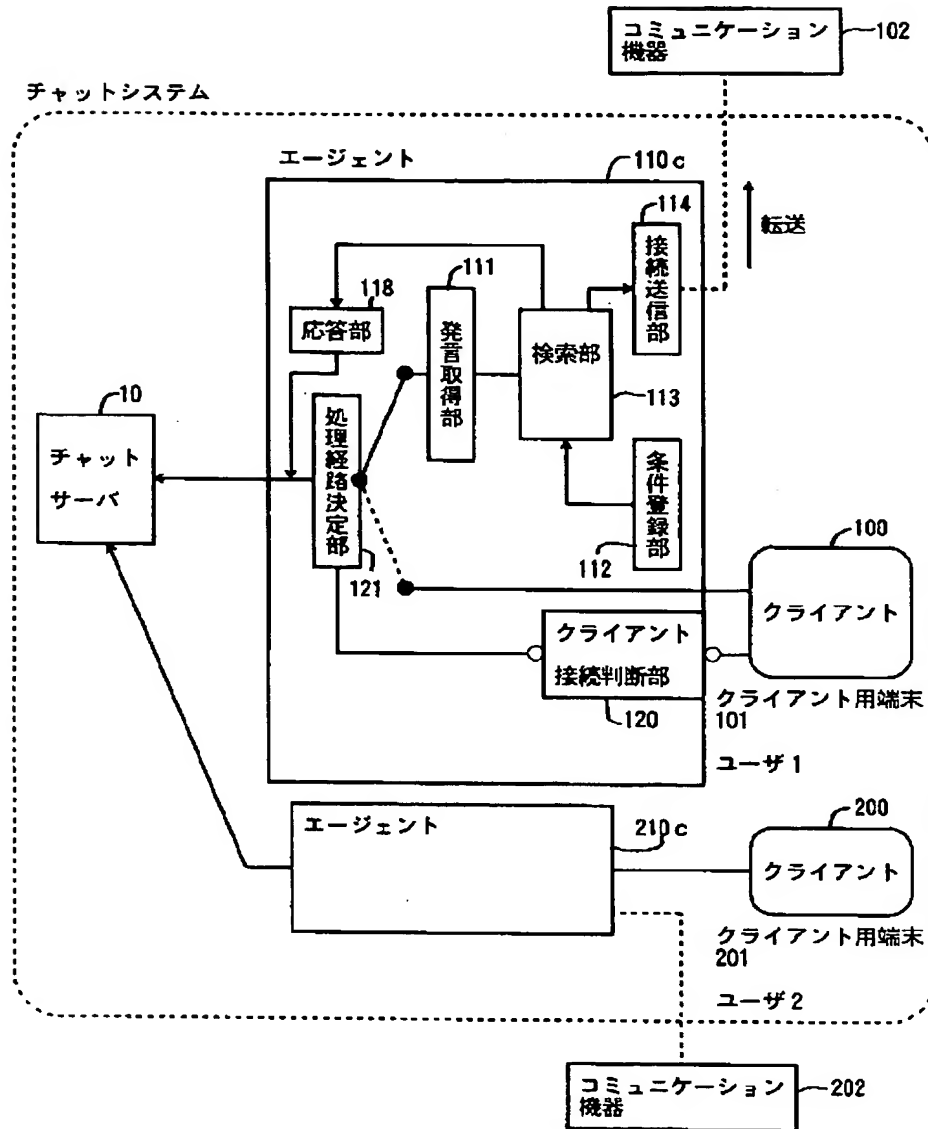 コミュニケーション
機器
102
チャットシステム
エージェント
110c
114
接続送信部
転送
111
発言取得部
118
応答部
検索部
113
10
チャット
サーバ
処理経路決定部
121
条件登録部
112
100
クライアント
クライアント
接続判断部
120
クライアント用端末
101
ユーザ1
エージェント
210c
200
クライアント
クライアント用端末
201
ユーザ2
コミュニケーション
機器
202